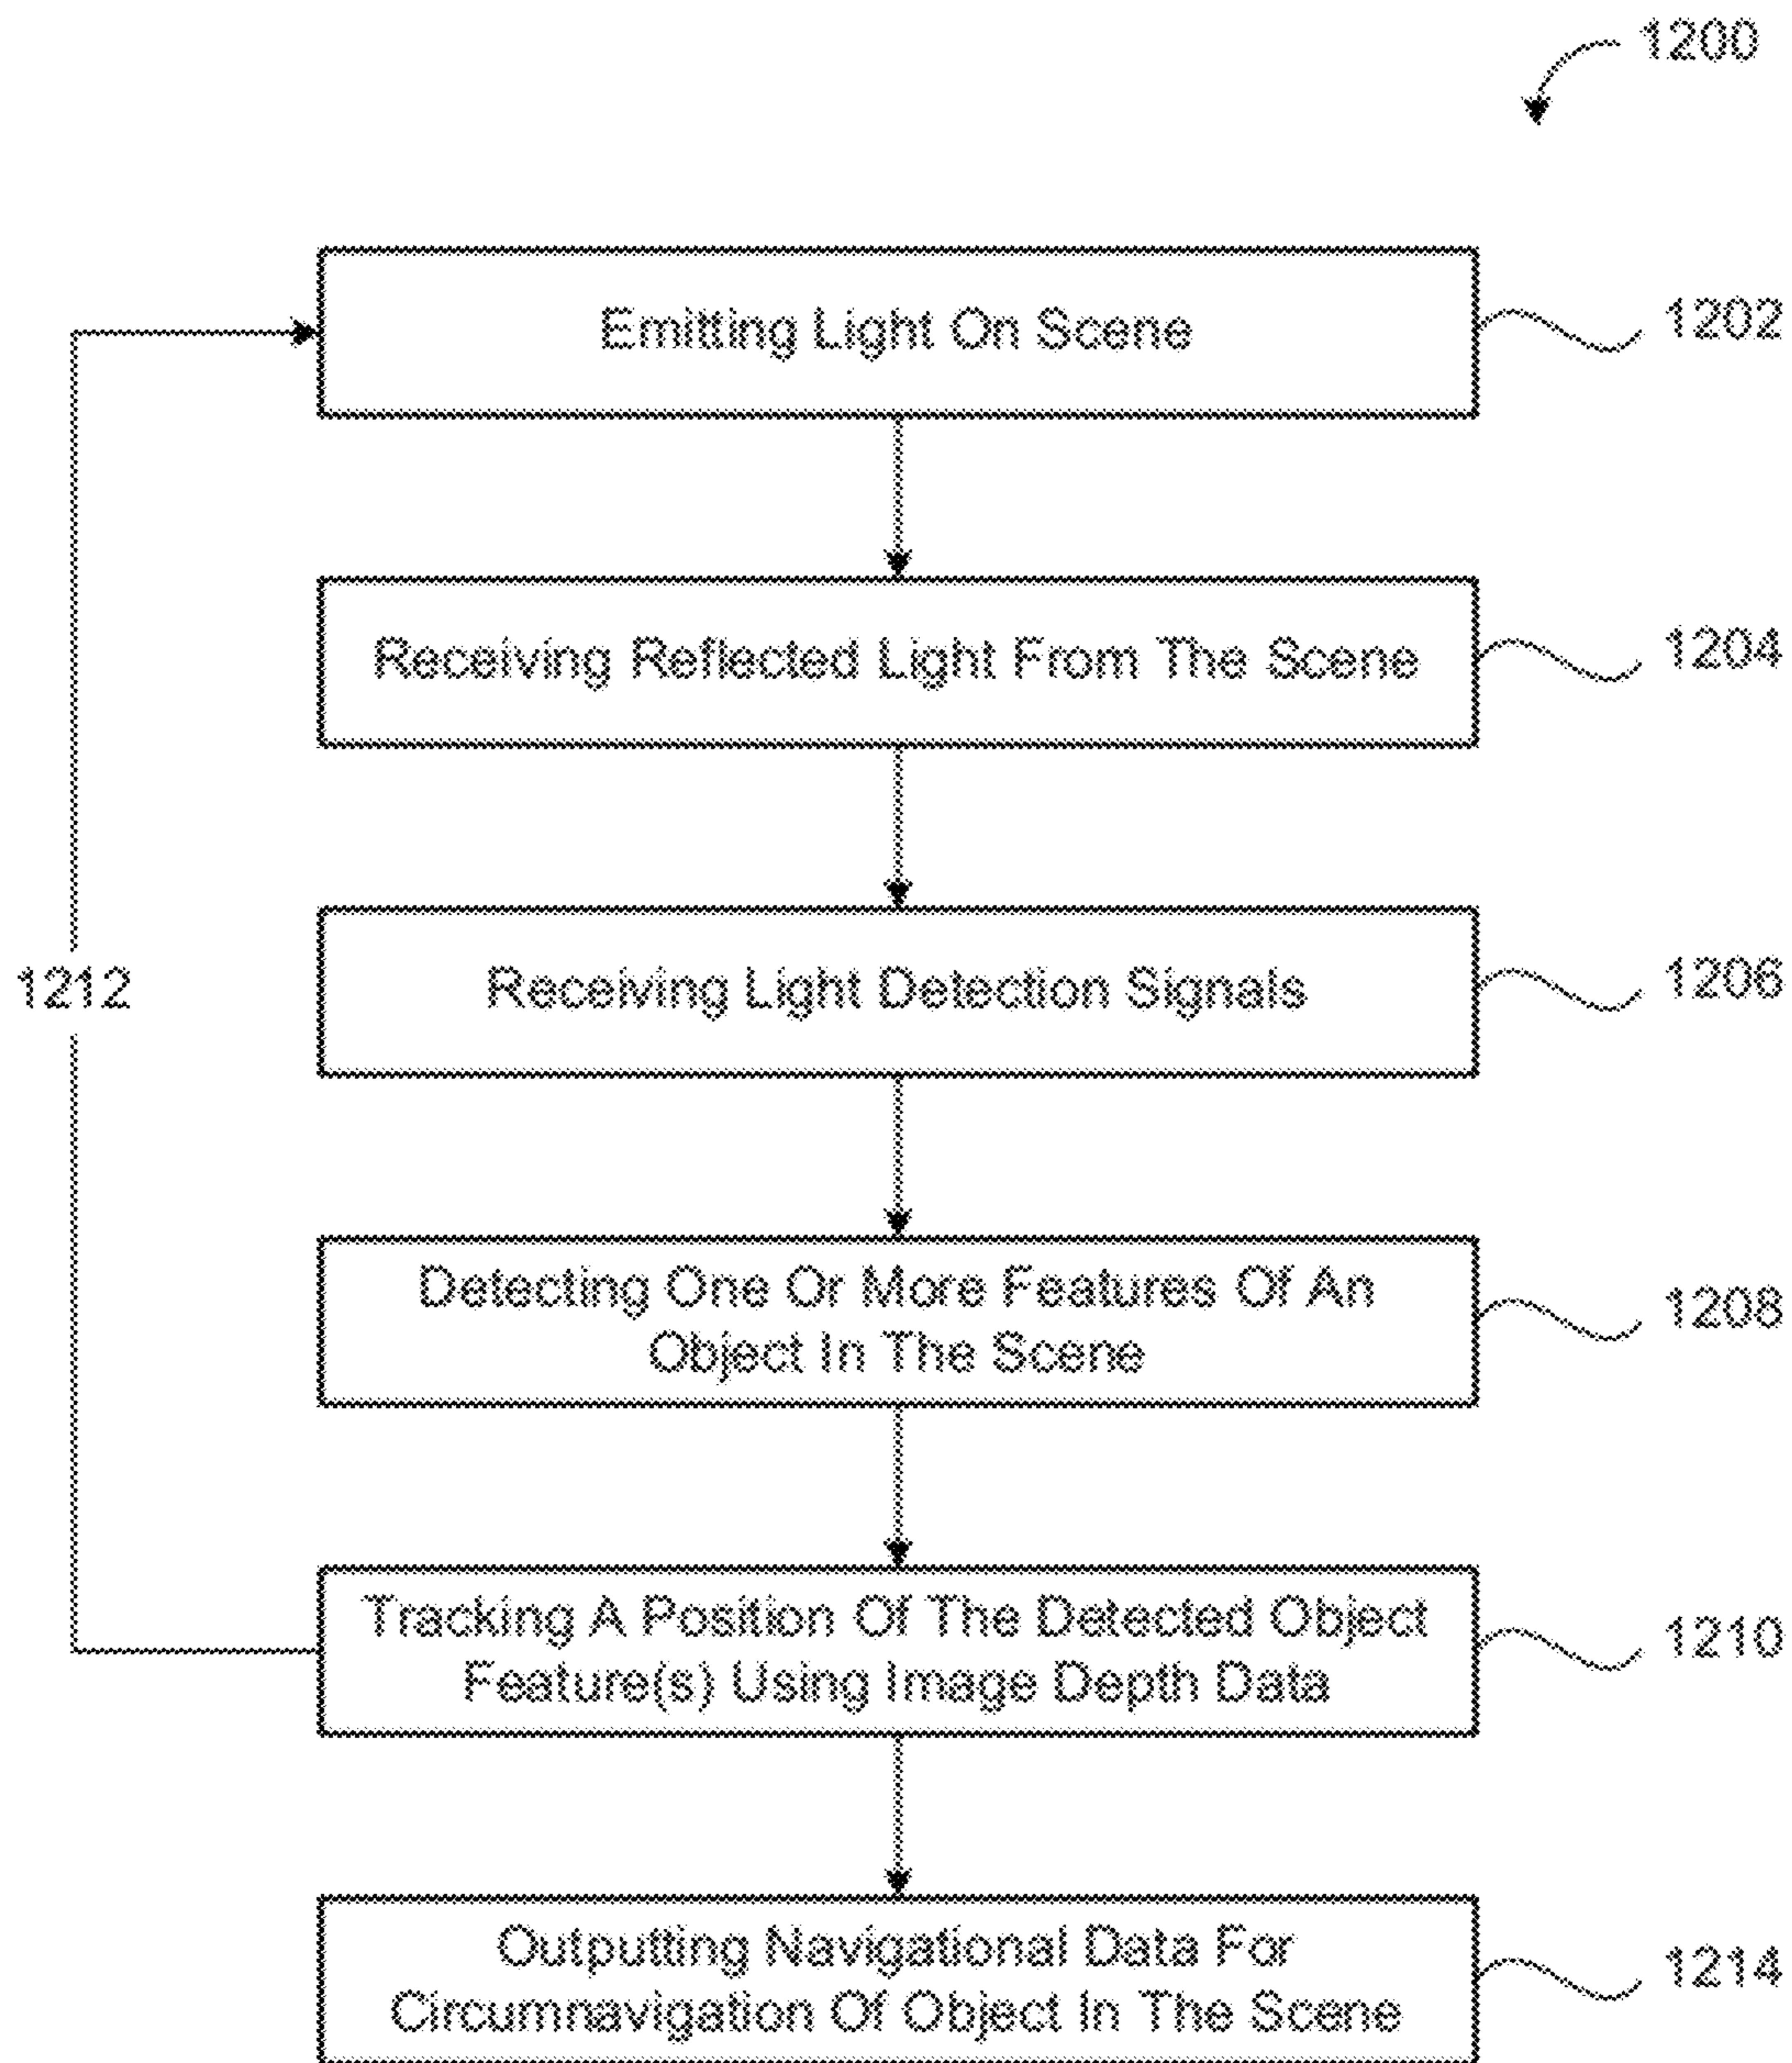 1200
Emitting Light On Scene
1202
Receiving Reflected Light From The Scene
1204
Receiving Light Detection Signals
1206
1212
Detecting One Or More Features Of An
Object In The Scene
1208
Tracking A Position Of The Detected Object
Feature(s) Using Image Depth Data
1210
Outputting Navigational Data For
Circumnavigation Of Object In The Scene
1214